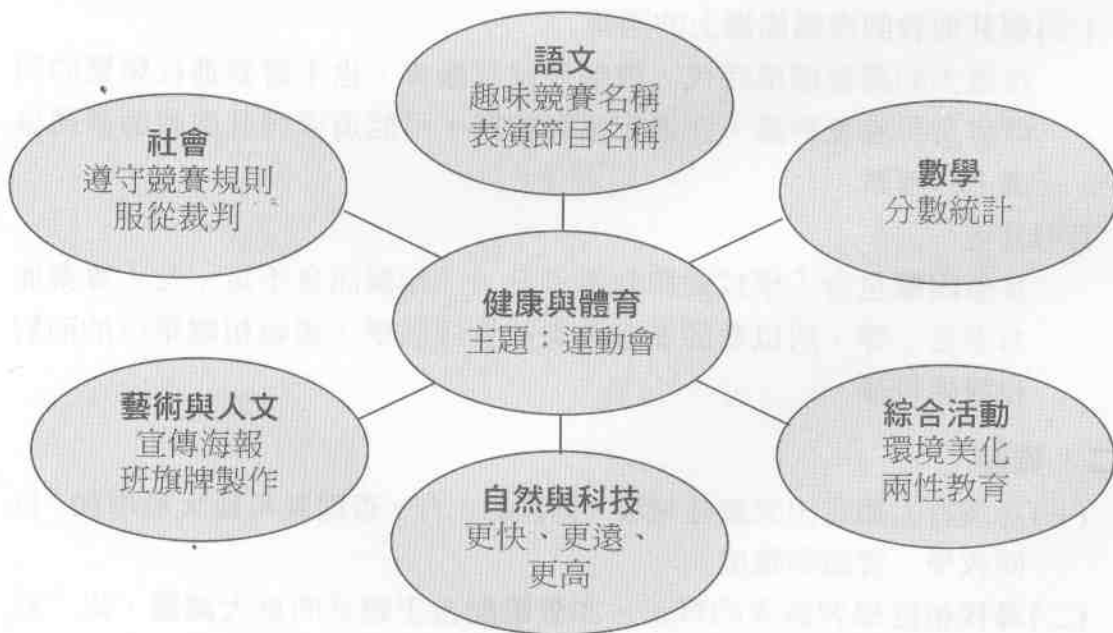 語文
趣味競賽名稱
表演節目名稱
社會
遵守競賽規則
服從裁判
數學
分數統計
健康與體育
主題：運動會
藝術與人文
宣傳海報
班旗牌製作
綜合活動
環境美化
兩性教育
自然與科技
更快、更遠、
更高